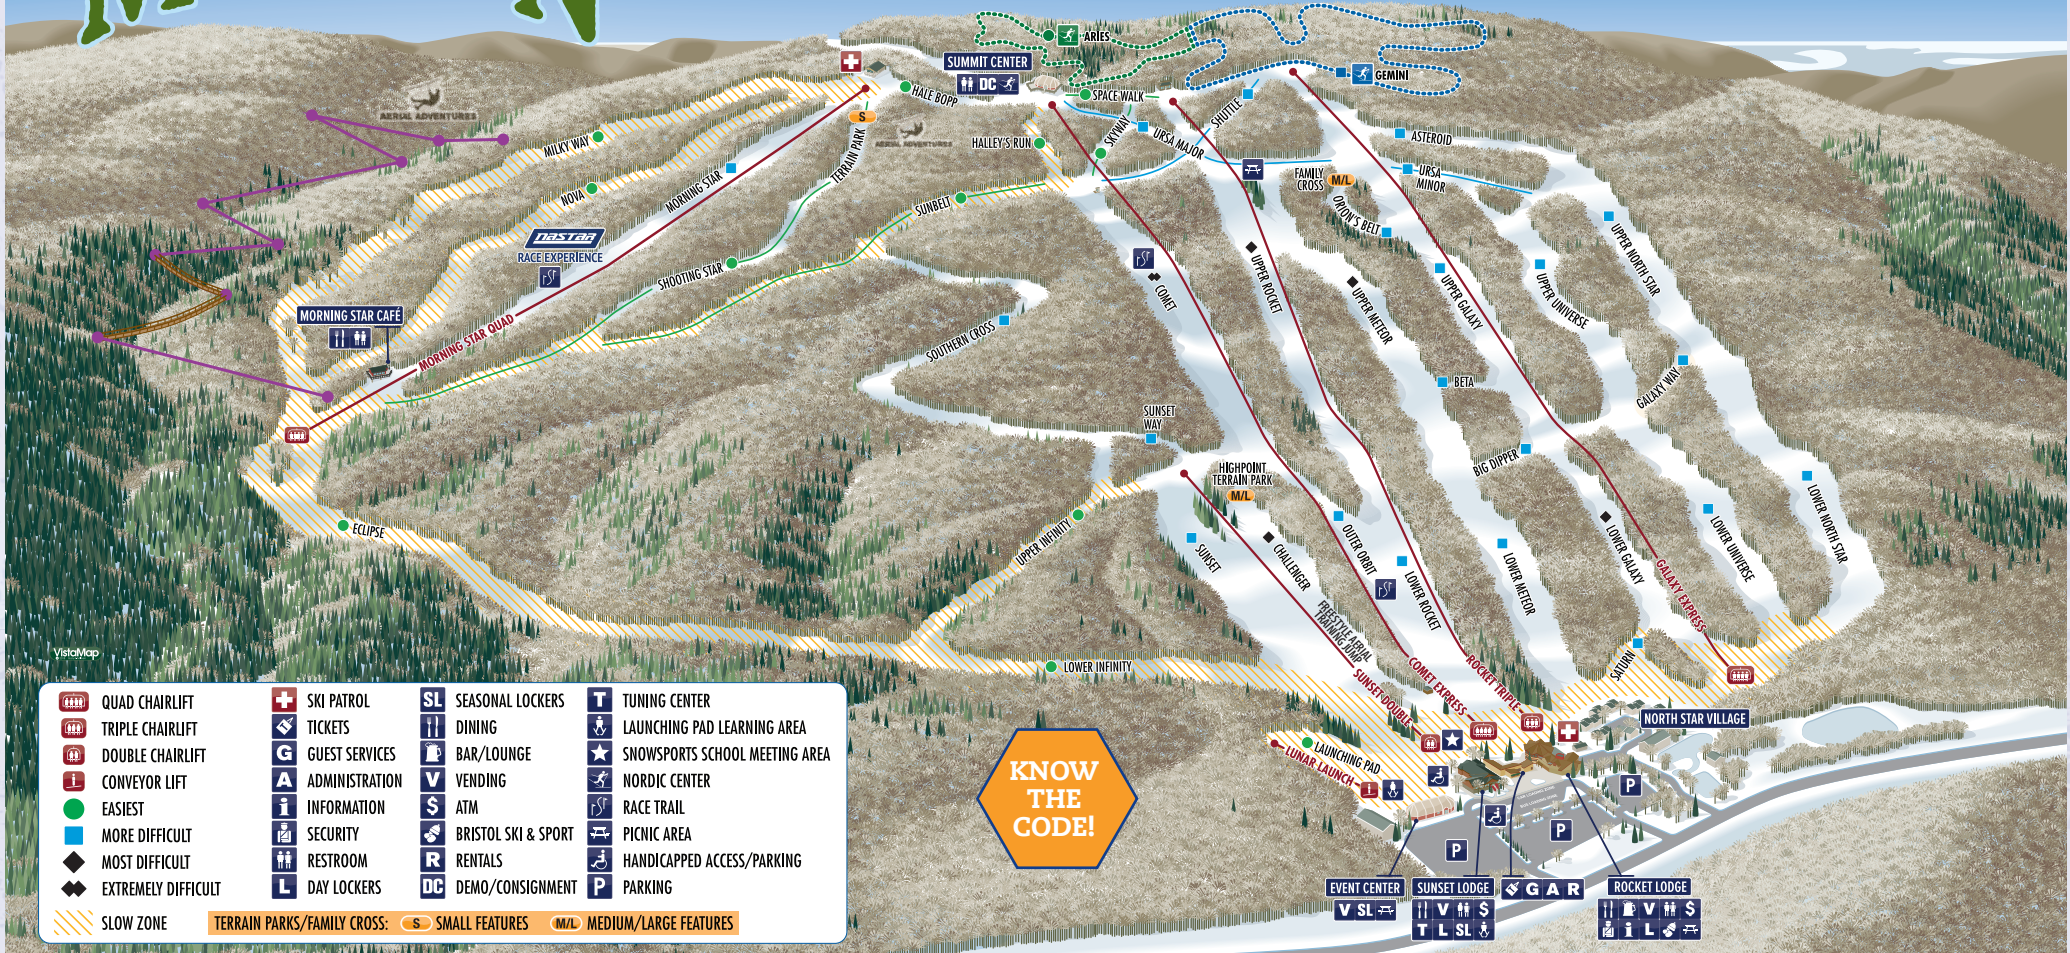 ARIES
SUMMIT CENTER
DC
GEMINI
HALE BOPP
SPACE WALK
SHUTTLE
AERIAL ADVENTURES
S
AERIAL ADVENTURES
MILKY WAY
HALLEY'S RUN
SKYWAY
URSA MAJOR
ASTEROID
TERRAIN PARK
NOVA
MORNING STAR
FAMILY
CROSS
M/L
URSA
MINOR
SUNBELT
ORION'S BELT
NASTAR
RACE EXPERIENCE
SHOOTING STAR
COMET
UPPER ROCKET
UPPER METEOR
UPPER GALAXY
UPPER UNIVERSE
UPPER NORTH STAR
MORNING STAR CAFÉ
MORNING STAR QUAD
SOUTHERN CROSS
BETA
GALAXY WAY
SUNSET
WAY
HIGHPOINT
TERRAIN PARK
M/L
BIG DIPPER
ECLIPSE
UPPER INFINITY
SUNSET
CHALLENGER
OUTER ORBIT
LOWER ROCKET
LOWER METEOR
LOWER GALAXY
GALAXY EXPRESS
LOWER UNIVERSE
LOWER NORTH STAR
FREESTYLE AERIAL
TRAINING JUMP
VistaMap
LOWER INFINITY
SUNSET DOUBLE
COMET EXPRESS
ROCKET TRIPLE
SATURN
NORTH STAR VILLAGE
LAUNCHING PAD
LUNAR LAUNCH
P
P
P
KNOW
THE
CODE!
EVENT CENTER
V SL
SUNSET LODGE
V $
T L SL
G A R
ROCKET LODGE
V $
i L
QUAD CHAIRLIFT
TRIPLE CHAIRLIFT
DOUBLE CHAIRLIFT
CONVEYOR LIFT
EASIEST
MORE DIFFICULT
MOST DIFFICULT
EXTREMELY DIFFICULT
SKI PATROL
TICKETS
G GUEST SERVICES
A ADMINISTRATION
i INFORMATION
SECURITY
RESTROOM
L DAY LOCKERS
SL SEASONAL LOCKERS
DINING
BAR/LOUNGE
V VENDING
$ ATM
BRISTOL SKI & SPORT
R RENTALS
DC DEMO/CONSIGNMENT
T TUNING CENTER
LAUNCHING PAD LEARNING AREA
SNOWSPORTS SCHOOL MEETING AREA
NORDIC CENTER
RACE TRAIL
PICNIC AREA
HANDICAPPED ACCESS/PARKING
P PARKING
SLOW ZONE
TERRAIN PARKS/FAMILY CROSS: S SMALL FEATURES M/L MEDIUM/LARGE FEATURES